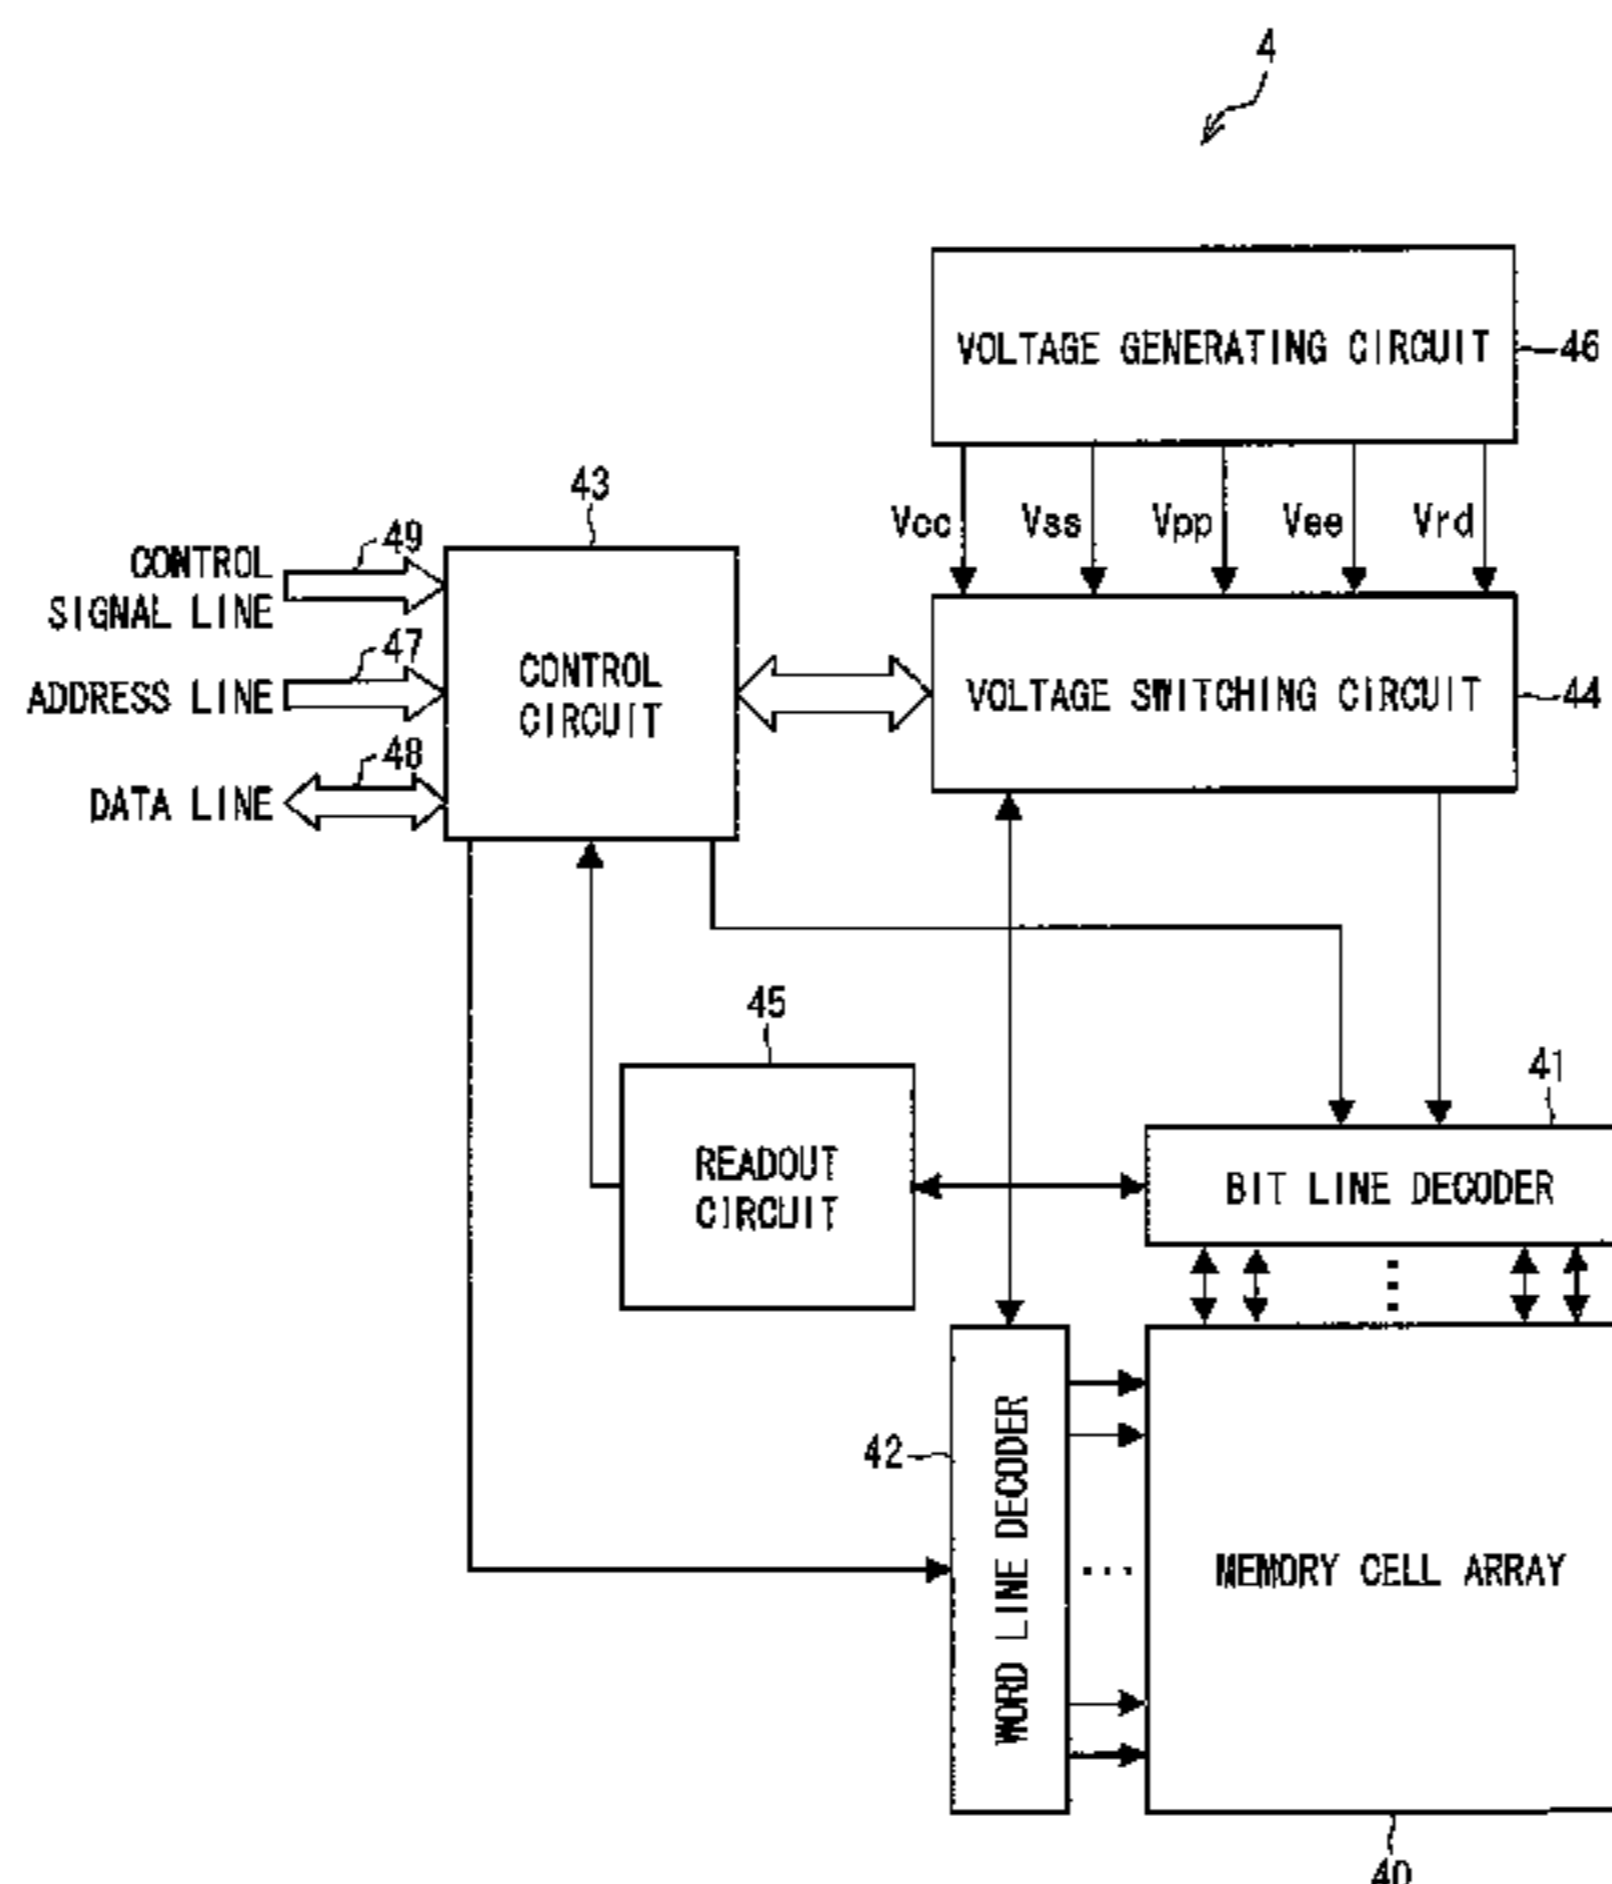 4
VOLTAGE GENERATING CIRCUIT
46
Vcc Vss Vpp Vee Vrd
43
CONTROL
SIGNAL LINE
49
ADDRESS LINE
47
DATA LINE
48
CONTROL
CIRCUIT
VOLTAGE SWITCHING CIRCUIT
44
45
READOUT
CIRCUIT
41
BIT LINE DECODER
42
WORD LINE DECODER
MEMORY CELL ARRAY
40